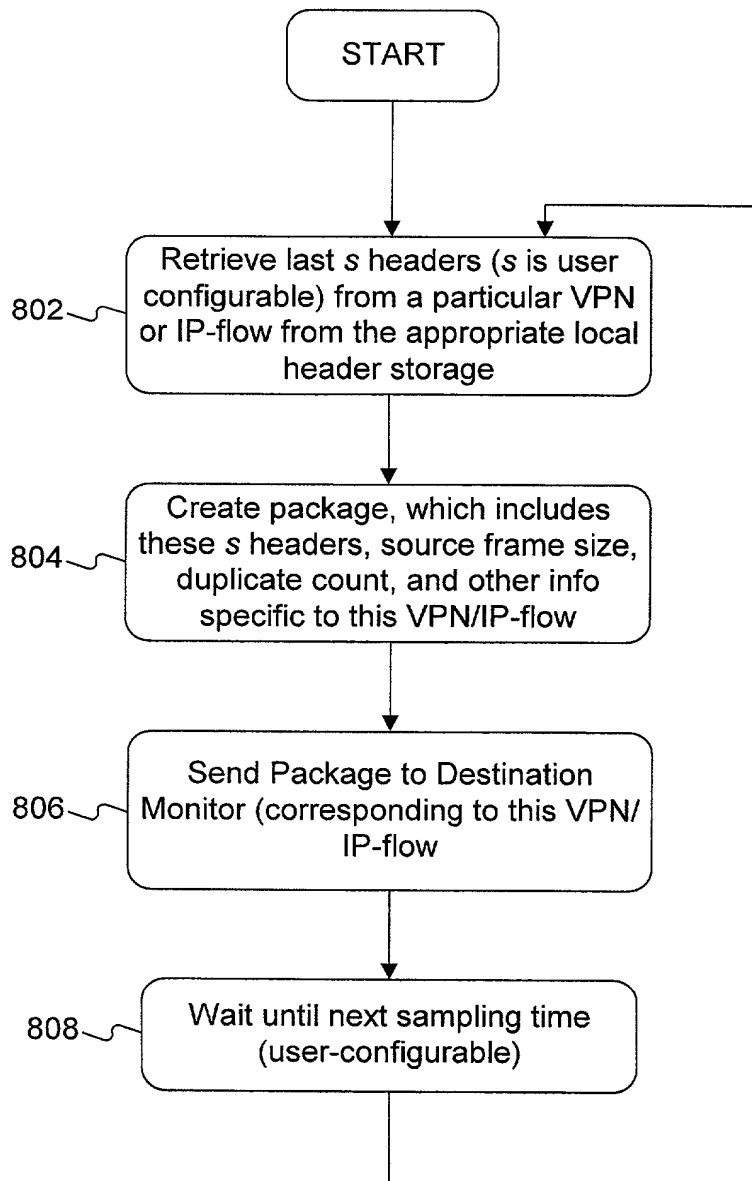 START
802
Retrieve last s headers (s is user
configurable) from a particular VPN
or IP-flow from the appropriate local
header storage
804
Create package, which includes
these s headers, source frame size,
duplicate count, and other info
specific to this VPN/IP-flow
806
Send Package to Destination
Monitor (corresponding to this VPN/
IP-flow
808
Wait until next sampling time
(user-configurable)